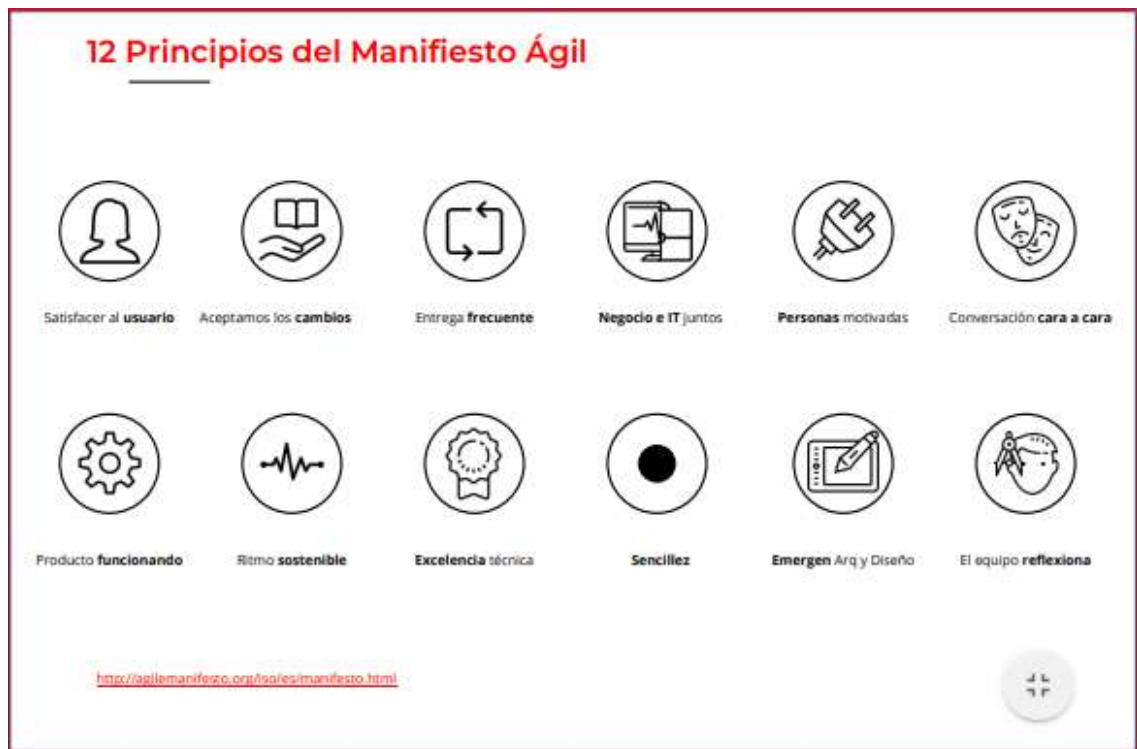 12 Principios del Manifiesto Ágil
Satisfacer al usuario
Aceptamos los cambios
Entrega frecuente
Negocio e IT juntos
Personas motivadas
Conversación cara a cara
Producto funcionando
Ritmo sostenible
Excelencia técnica
Sencillez
Emergen Arq y Diseño
El equipo reflexiona
http://agilemanifesto.org/iso/es/manifesto.html